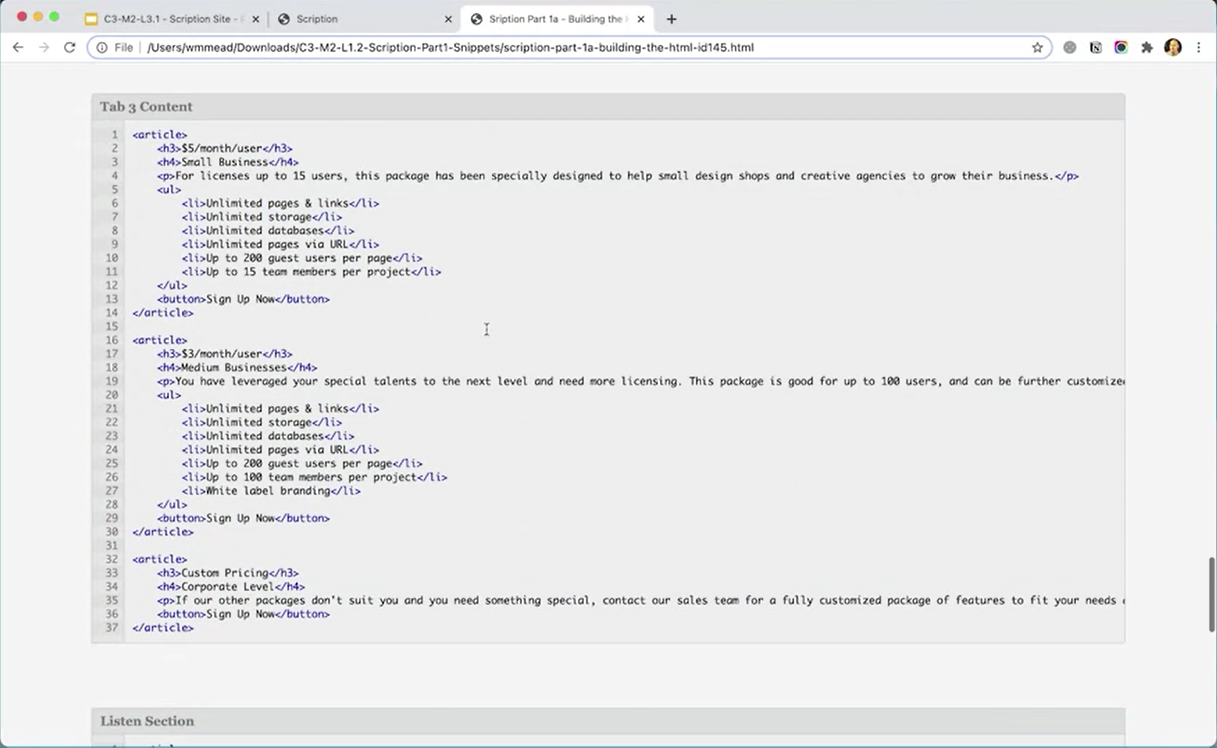 C3-M2-L3.1 - Scription Site -
Scription
Sription Part 1a - Building the
File /Users/wmmead/Downloads/C3-M2-L1.2-Scription-Part1-Snippets/scription-part-1a-building-the-html-id145.html
Tab 3 Content
1 <article>
2 <h3>$5/month/user</h3>
3 <h4>Small Business</h4>
4 <p>For licenses up to 15 users, this package has been specially designed to help small design shops and creative agencies to grow their business.</p>
5 <ul>
6 <li>Unlimited pages & links</li>
7 <li>Unlimited storage</li>
8 <li>Unlimited databases</li>
9 <li>Unlimited pages via URL</li>
10 <li>Up to 200 guest users per page</li>
11 <li>Up to 15 team members per project</li>
12 </ul>
13 <button>Sign Up Now</button>
14 </article>
15
16 <article>
17 <h3>$3/month/user</h3>
18 <h4>Medium Businesses</h4>
19 <p>You have leveraged your special talents to the next level and need more licensing. This package is good for up to 100 users, and can be further customize
20 <ul>
21 <li>Unlimited pages & links</li>
22 <li>Unlimited storage</li>
23 <li>Unlimited databases</li>
24 <li>Unlimited pages via URL</li>
25 <li>Up to 200 guest users per page</li>
26 <li>Up to 100 team members per project</li>
27 <li>White label branding</li>
28 </ul>
29 <button>Sign Up Now</button>
30 </article>
31
32 <article>
33 <h3>Custom Pricing</h3>
34 <h4>Corporate Level</h4>
35 <p>If our other packages don't suit you and you need something special, contact our sales team for a fully customized package of features to fit your needs
36 <button>Sign Up Now</button>
37 </article>
Listen Section